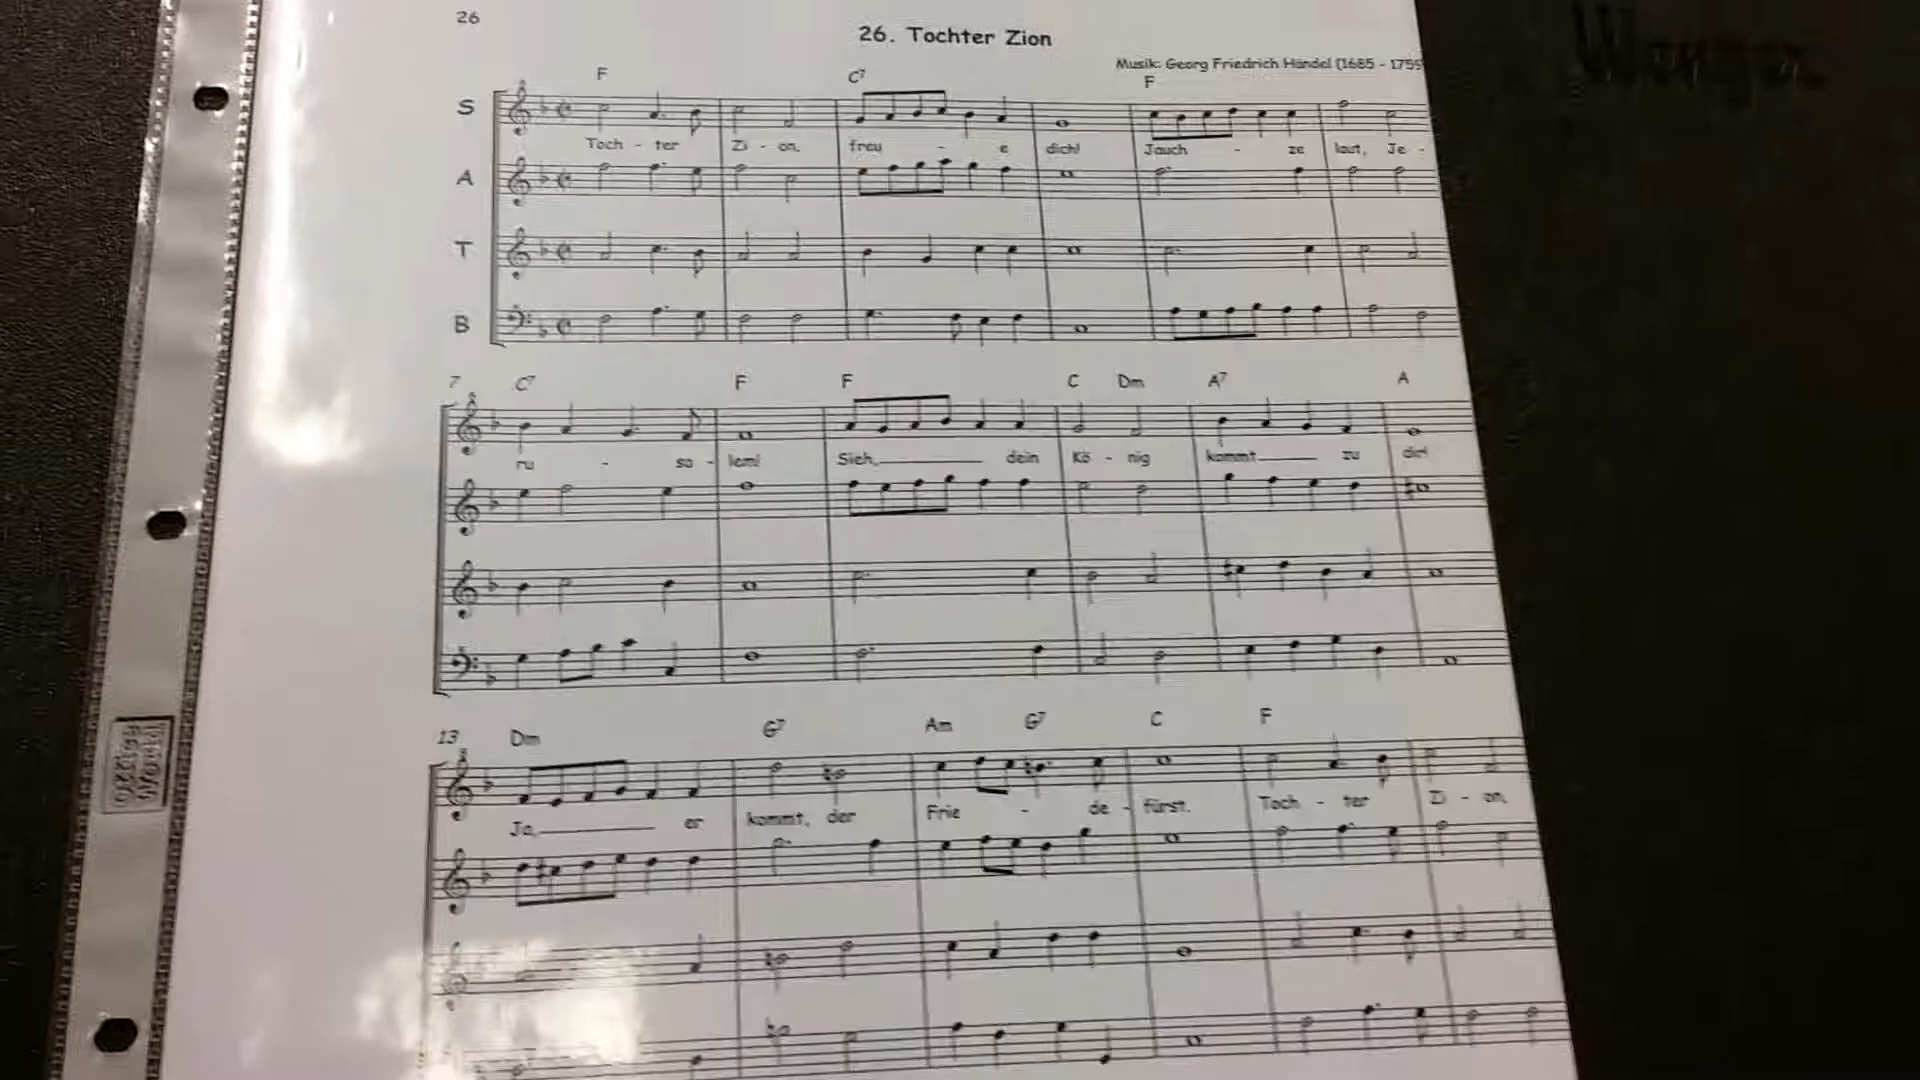 26
26. Tochter Zion
Musik: Georg Friedrich Händel (1685 - 1759
F C7 F
S
Toch - ter Zi - on, freu - e dich! Jauch - ze laut, Je -
A
T
B
7 C7 F F C Dm A7 A
ru - sa - lem! Sieh, dein Kö - nig kommt zu dir!
13 Dm G7 Am G7 C F
Ja, er kommt, der Frie - de - fürst. Toch - ter Zi - on,